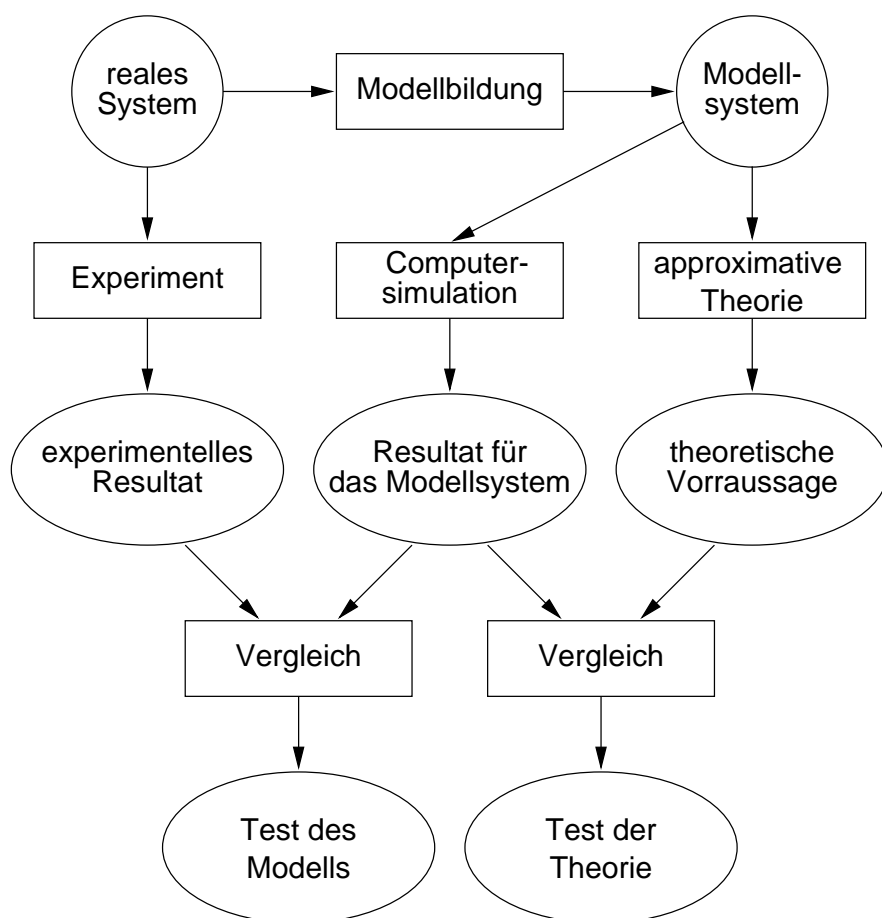 reales
System
Modellbildung
Modell-
system
Experiment
Computer-
simulation
approximative
Theorie
experimentelles
Resultat
Resultat für
das Modellsystem
theoretische
Vorraussage
Vergleich
Vergleich
Test des
Modells
Test der
Theorie